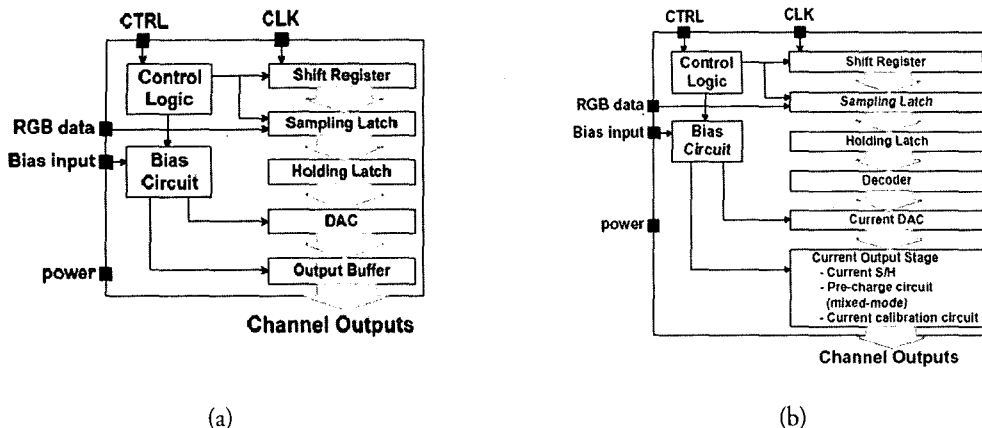 CTRL
CLK
Control
Logic
Shift Register
RGB data
Sampling Latch
Bias input
Bias
Circuit
Holding Latch
DAC
power
Output Buffer
Channel Outputs
(a)
CTRL
CLK
Control
Logic
Shift Register
RGB data
Sampling Latch
Bias input
Bias
Circuit
Holding Latch
Decoder
power
Current DAC
Current Output Stage
- Current S/H
- Pre-charge circuit
(mixed-mode)
- Current calibration circuit
Channel Outputs
(b)